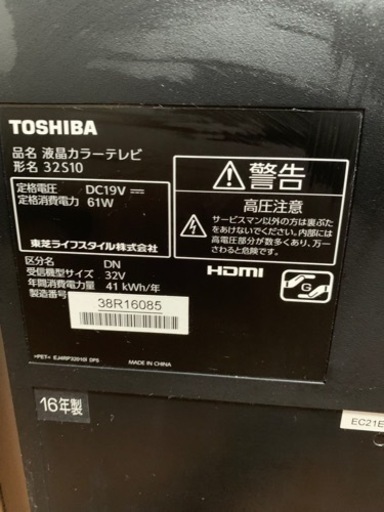 TOSHIBA
品名 液晶カラーテレビ
形名 32S10
定格電圧 DC19V ⎓
定格消費電力 61W
東芝ライフスタイル株式会社
区分名 DN
受信機型サイズ 32V
年間消費電力量 41 kWh/年
製造番号
38R16085
MADE IN CHINA
16年製
警告
高圧注意
サービスマン以外の方は裏ぶた
をあけないでください。内部には
高電圧部分が数多くあり、万一
さわると危険です。
HDMI
G
EC21E